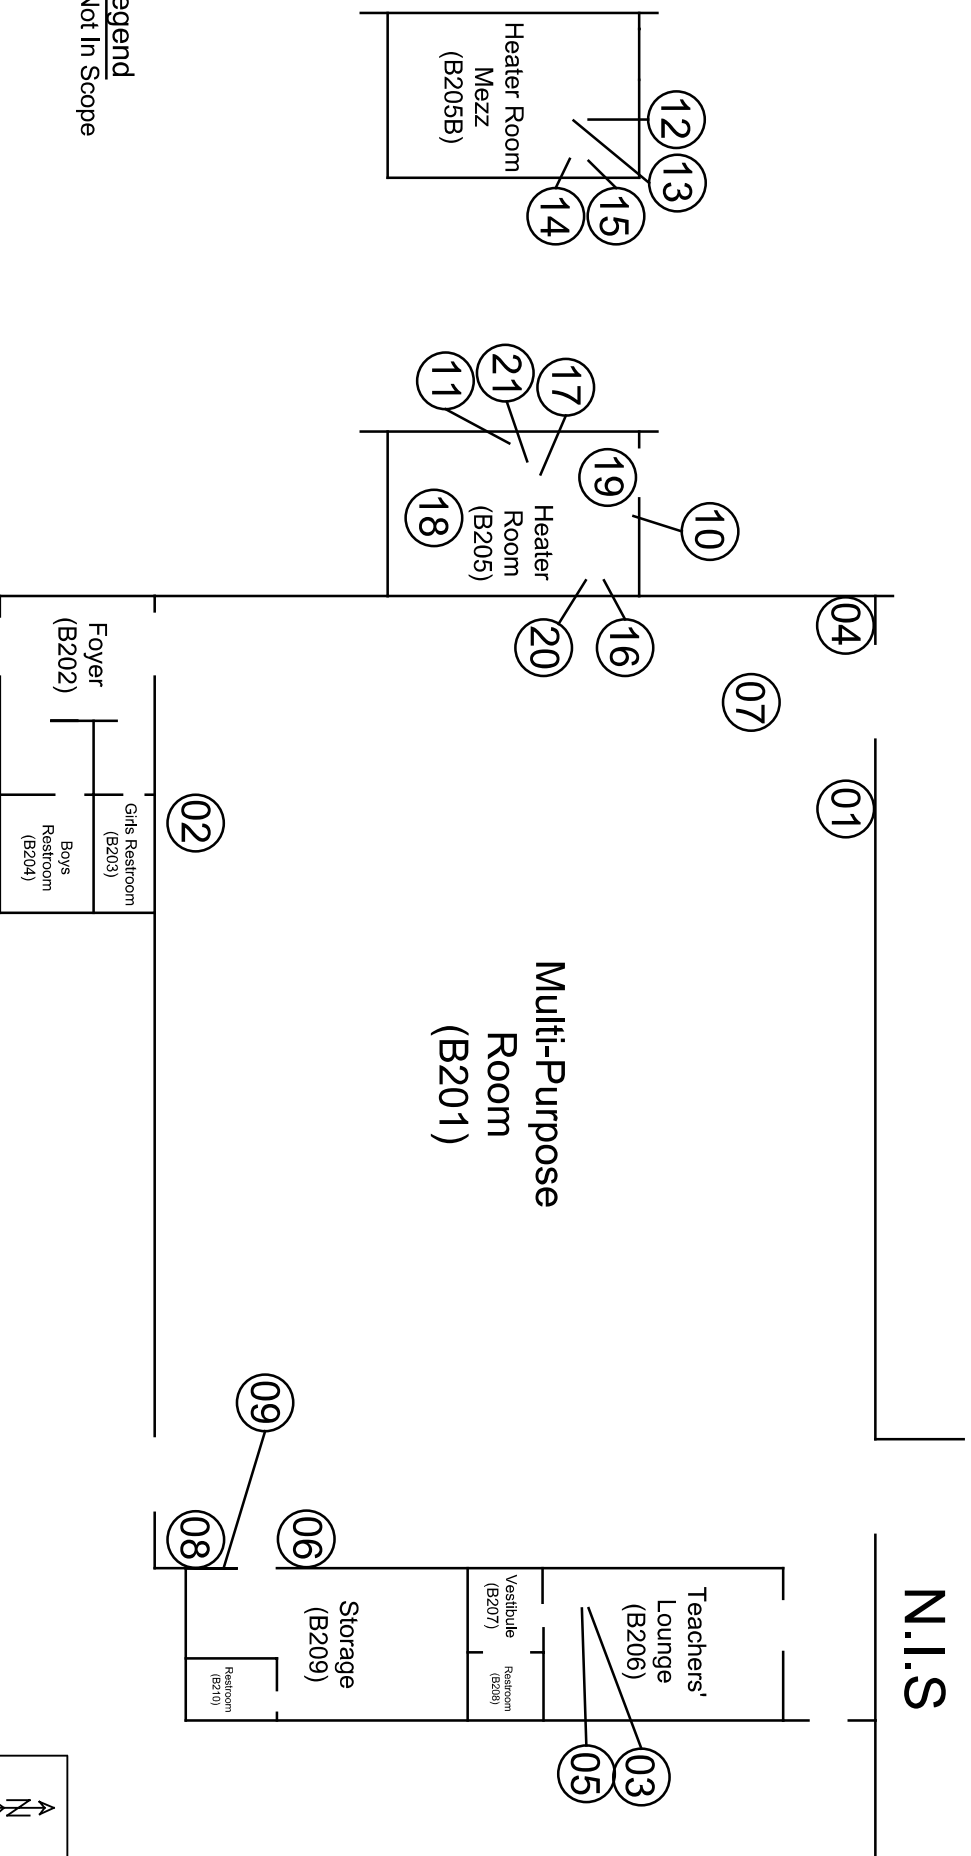 N.I.S
04
01
07
12
13
10
15
14
Heater Room
Mezz
(B205B)
17
21
11
19
18
Heater
Room
(B205)
16
20
Multi-Purpose
Room
(B201)
02
09
06
08
Teachers'
Lounge
(B206)
03
05
Vestibule
(B207)
Restroom
(B208)
Storage
(B209)
Restroom
(B210)
Foyer
(B202)
Girls Restroom
(B203)
Boys
Restroom
(B204)
egend
Not In Scope
N